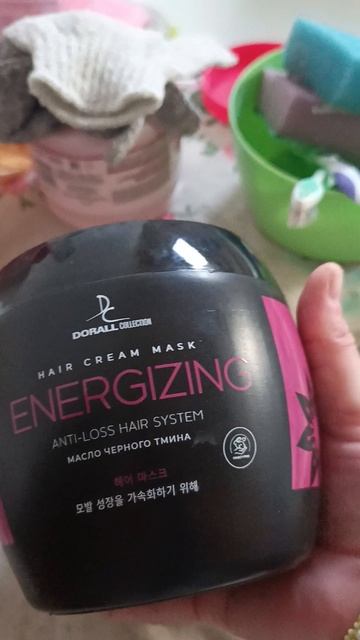 DC
DORALL COLLECTION
HAIR CREAM MASK
ENERGIZING
ANTI-LOSS HAIR SYSTEM
МАСЛО ЧЕРНОГО ТМИНА
헤어 마스크
모발 성장을 가속화하기 위해